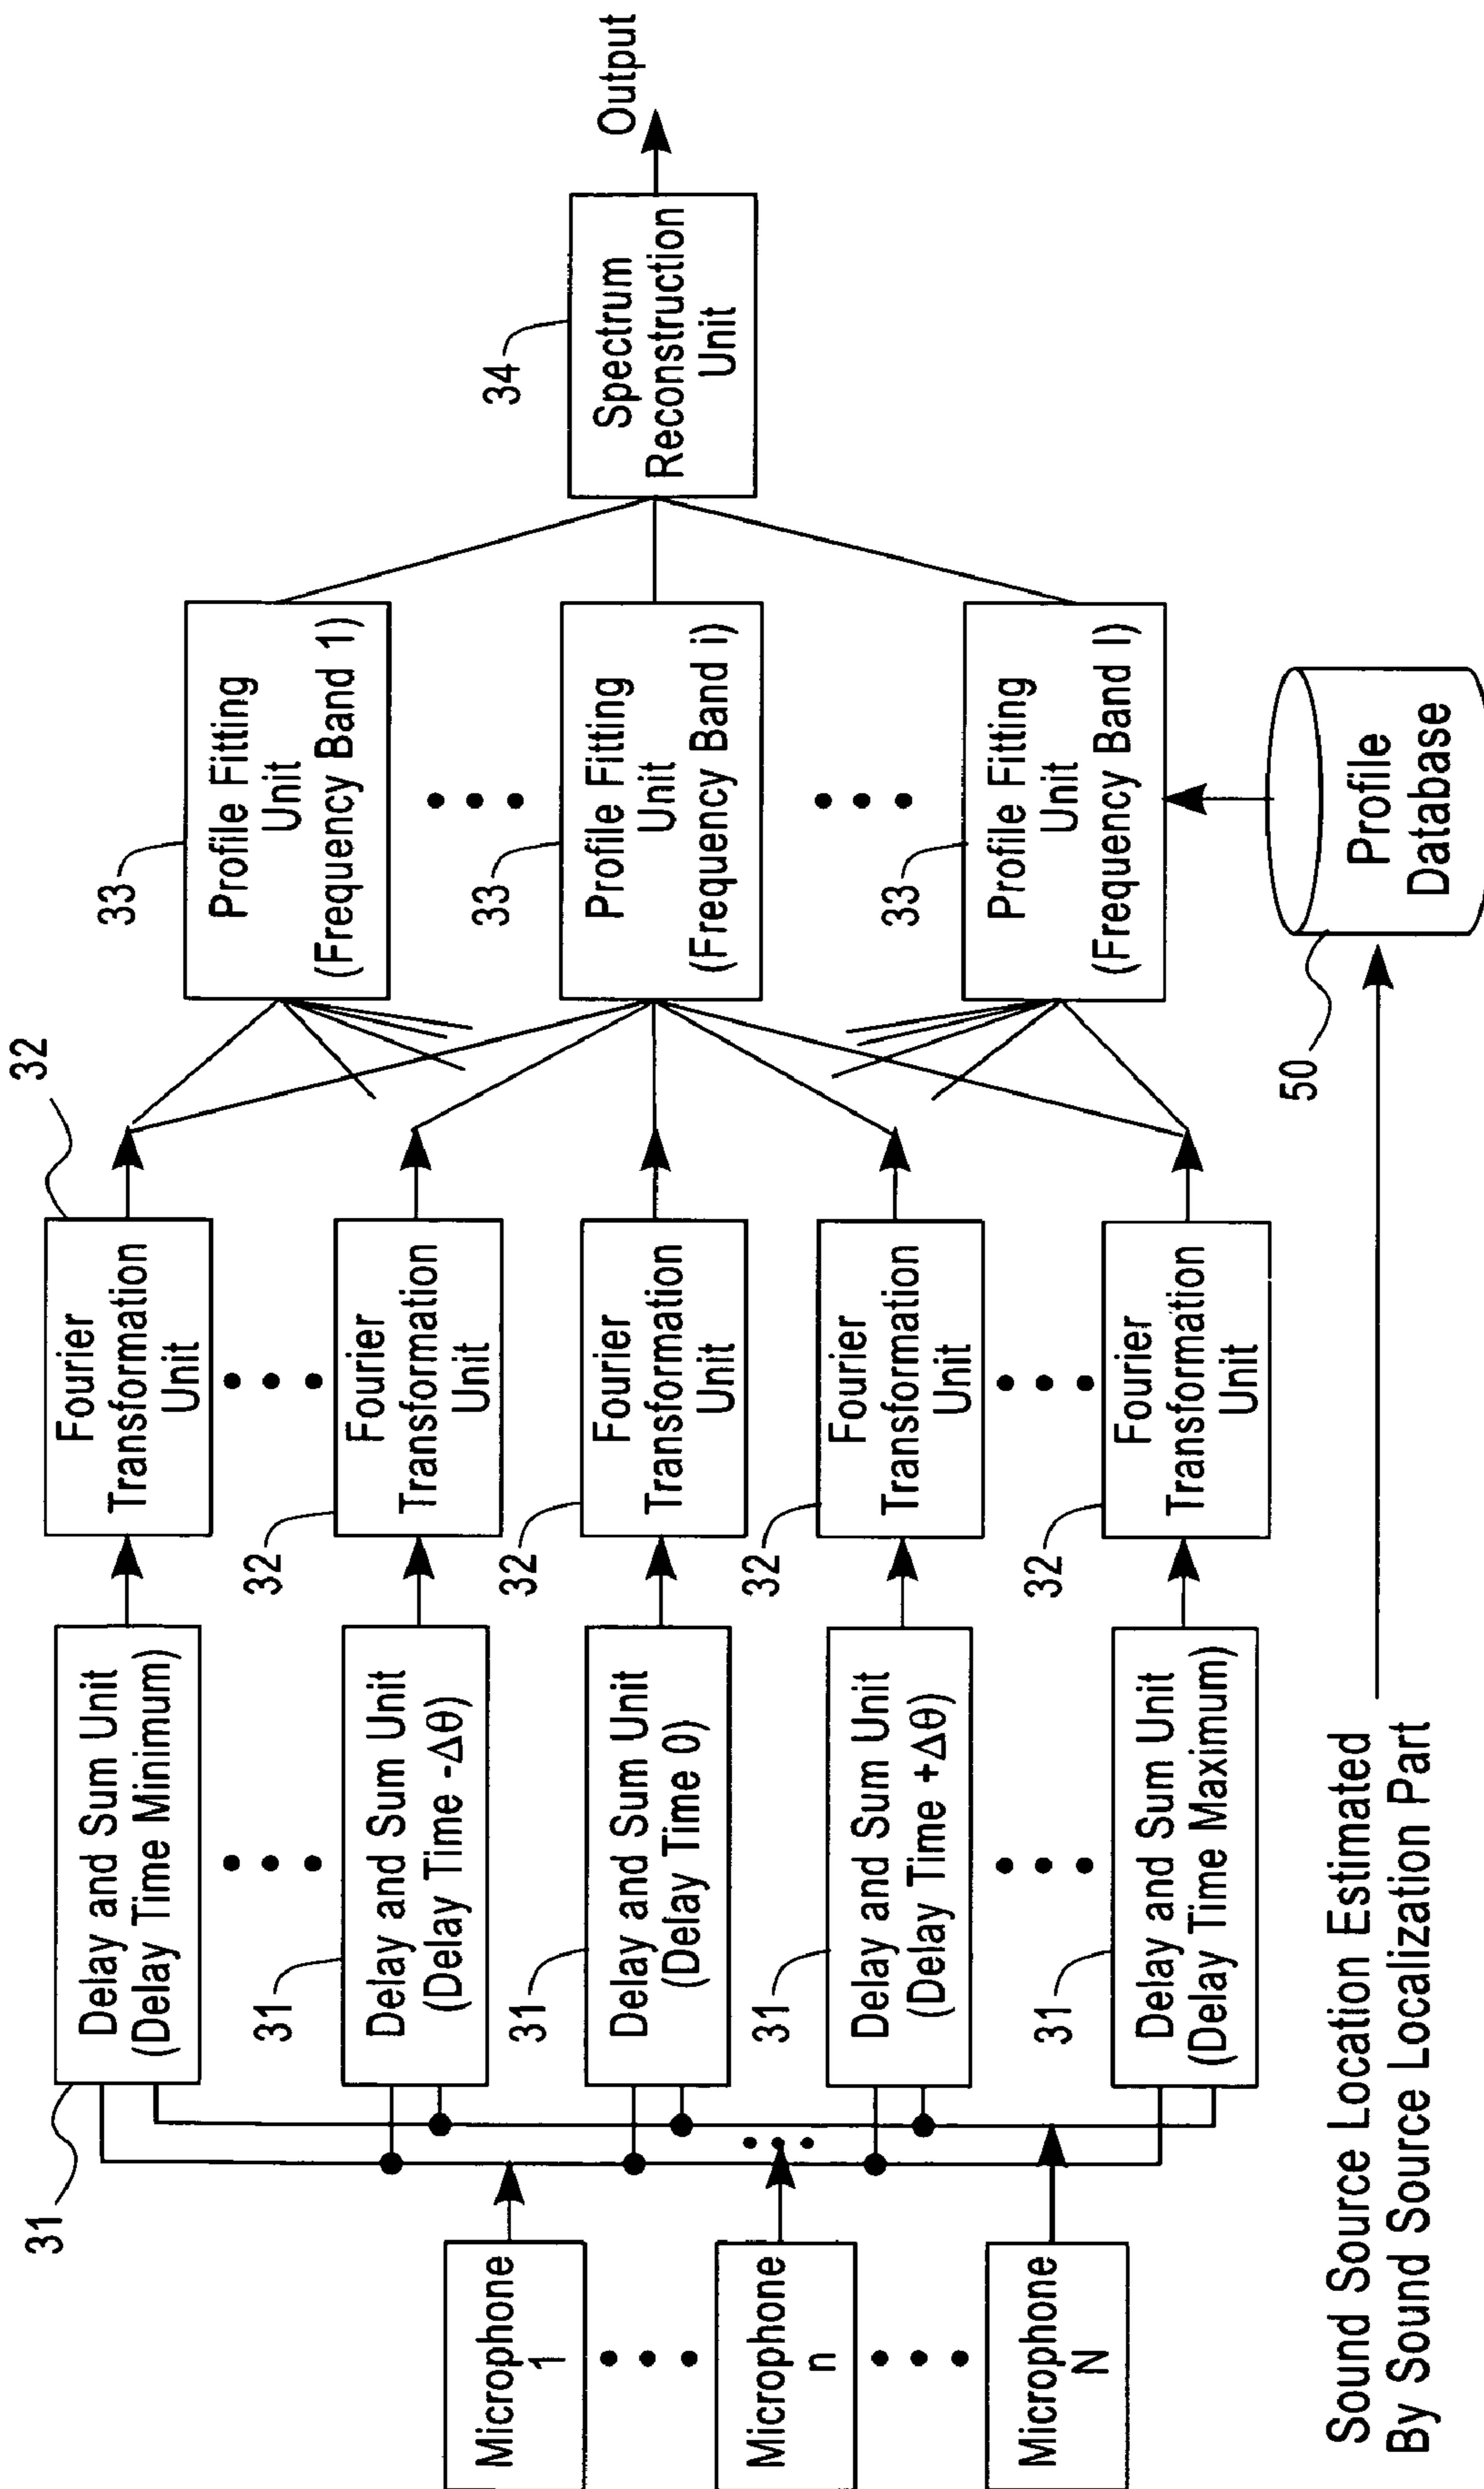 Microphone
1
Microphone
n
Microphone
N
31
Delay and Sum Unit
(Delay Time Minimum)
31
Delay and Sum Unit
(Delay Time -Δθ)
31
Delay and Sum Unit
(Delay Time 0)
31
Delay and Sum Unit
(Delay Time +Δθ)
31
Delay and Sum Unit
(Delay Time Maximum)
32
Fourier
Transformation
Unit
32
Fourier
Transformation
Unit
32
Fourier
Transformation
Unit
32
Fourier
Transformation
Unit
32
Fourier
Transformation
Unit
33
Profile Fitting
Unit
(Frequency Band 1)
33
Profile Fitting
Unit
(Frequency Band i)
33
Profile Fitting
Unit
(Frequency Band I)
34
Spectrum
Reconstruction
Unit
Output
50
Profile
Database
Sound Source Location Estimated
By Sound Source Localization Part